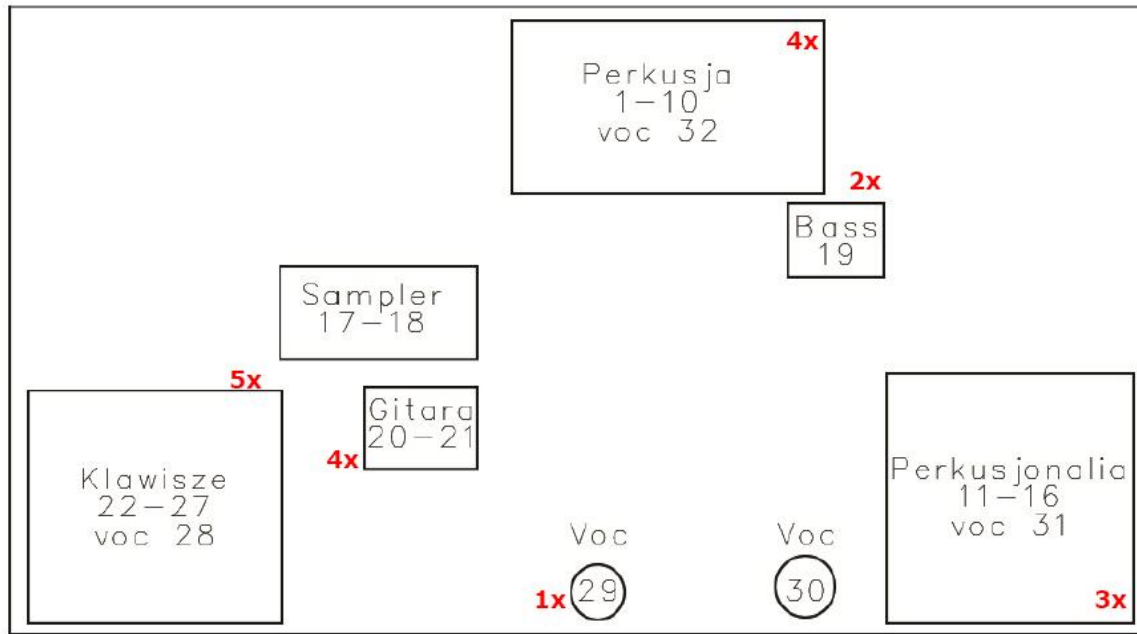 4x
Perkusja
1-10
voc 32
2x
Bass
19
Sampler
17-18
5x
Gitara
20-21
4x
Klawisze
22-27
voc 28
Perkusjonalia
11-16
voc 31
3x
Voc
1x 29
Voc
30